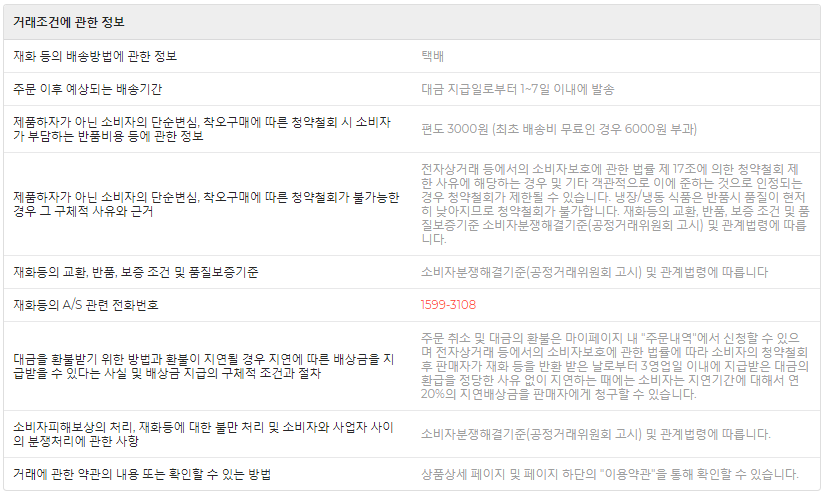 거래조건에 관한 정보
재화 등의 배송방법에 관한 정보
택배
주문 이후 예상되는 배송기간
대금 지급일로부터 1~7일 이내에 발송
제품하자가 아닌 소비자의 단순변심, 착오구매에 따른 청약철회 시 소비자
가 부담하는 반품비용 등에 관한 정보
편도 3000원 (최초 배송비 무료인 경우 6000원 부과)
제품하자가 아닌 소비자의 단순변심, 착오구매에 따른 청약철회가 불가능한
경우 그 구체적 사유와 근거
전자상거래 등에서의 소비자보호에 관한 법률 제 17조에 의한 청약철회 제
한 사유에 해당하는 경우 및 기타 객관적으로 이에 준하는 것으로 인정되는
경우 청약철회가 제한될 수 있습니다. 냉장/냉동 식품은 반품시 품질이 현저
히 낮아지므로 청약철회가 불가합니다. 재화등의 교환, 반품, 보증 조건 및 품
질보증기준 소비자분쟁해결기준(공정거래위원회 고시) 및 관계법령에 따릅
니다.
재화등의 교환, 반품, 보증 조건 및 품질보증기준
소비자분쟁해결기준(공정거래위원회 고시) 및 관계법령에 따릅니다
재화등의 A/S 관련 전화번호
1599-3108
대금을 환불받기 위한 방법과 환불이 지연될 경우 지연에 따른 배상금을 지
급받을 수 있다는 사실 및 배상금 지급의 구체적 조건과 절차
주문 취소 및 대금의 환불은 마이페이지 내 "주문내역"에서 신청할 수 있으
며 전자상거래 등에서의 소비자보호에 관한 법률에 따라 소비자의 청약철회
후 판매자가 재화 등을 반환 받은 날로부터 3영업일 이내에 지급받은 대금의
환급을 정당한 사유 없이 지연하는 때에는 소비자는 지연기간에 대해서 연
20%의 지연배상금을 판매자에게 청구할 수 있습니다.
소비자피해보상의 처리, 재화등에 대한 불만 처리 및 소비자와 사업자 사이
의 분쟁처리에 관한 사항
소비자분쟁해결기준(공정거래위원회 고시) 및 관계법령에 따릅니다.
거래에 관한 약관의 내용 또는 확인할 수 있는 방법
상품상세 페이지 및 페이지 하단의 "이용약관"을 통해 확인할 수 있습니다.